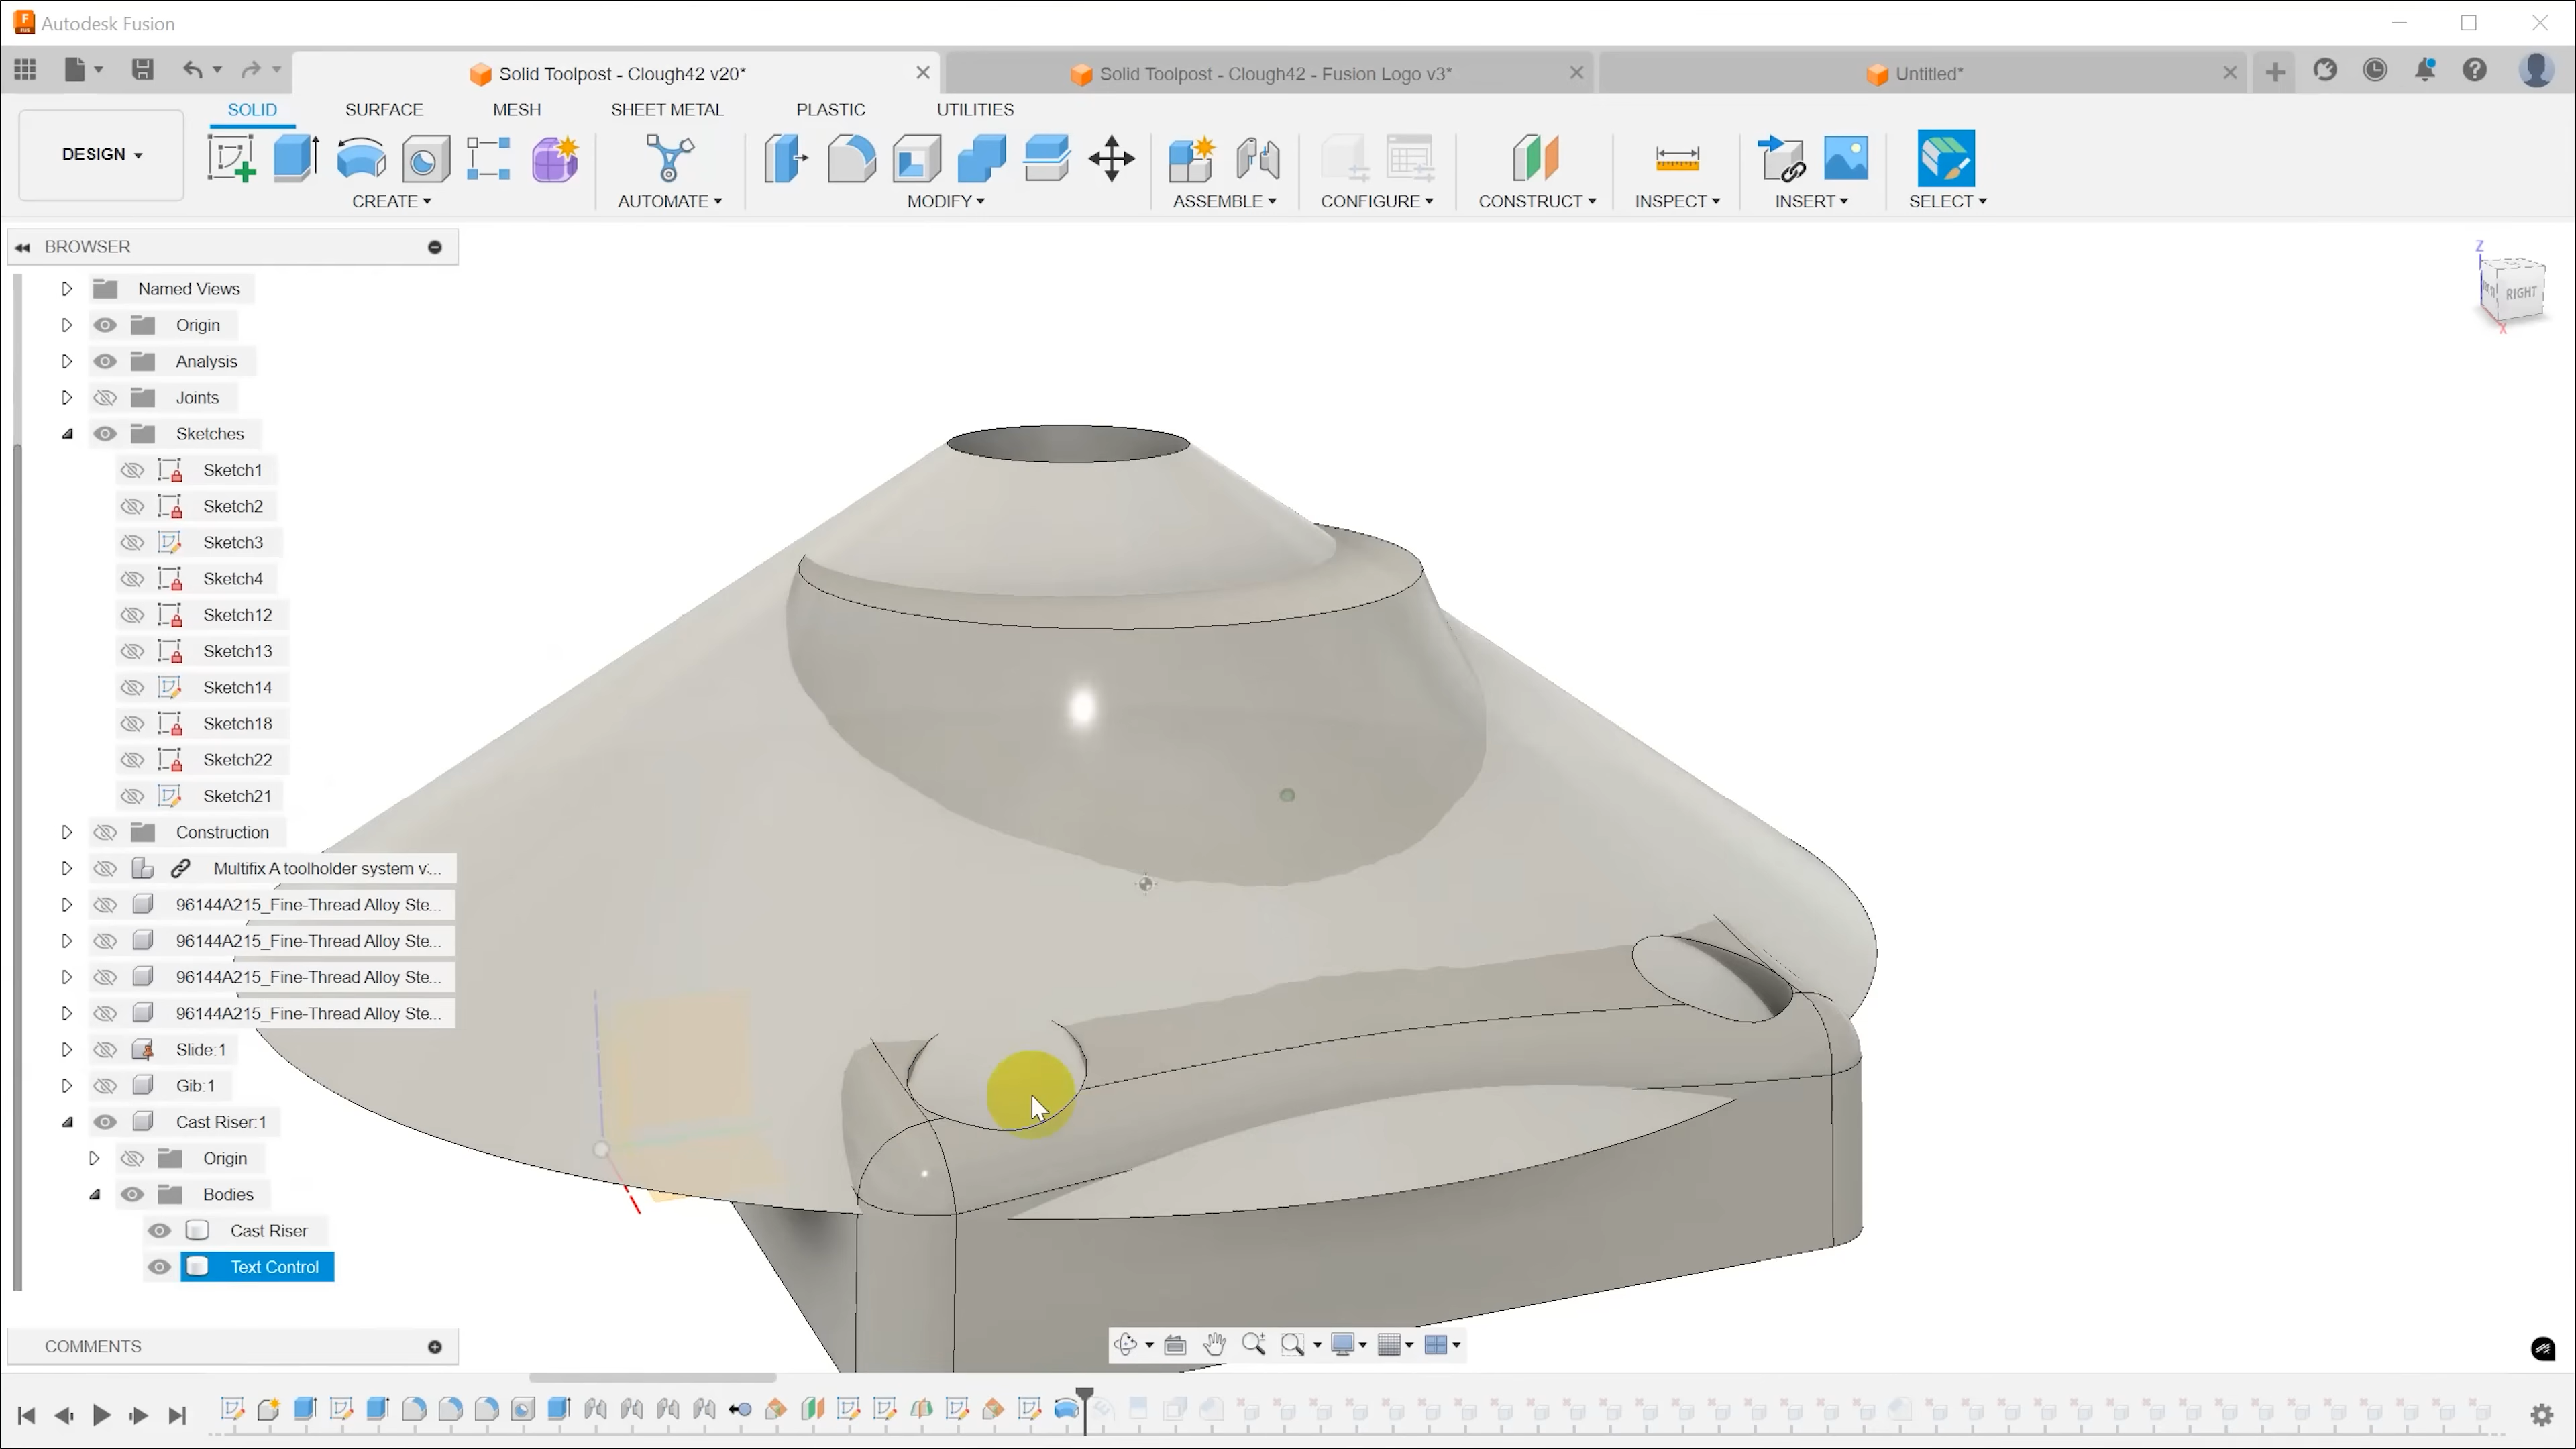 Autodesk Fusion
Solid Toolpost - Clough42 v20*
Solid Toolpost - Clough42 - Fusion Logo v3*
Untitled*
SOLID
SURFACE
MESH
SHEET METAL
PLASTIC
UTILITIES
DESIGN
CREATE
AUTOMATE
MODIFY
ASSEMBLE
CONFIGURE
CONSTRUCT
INSPECT
INSERT
SELECT
BROWSER
Z
RIGHT
X
Named Views
Origin
Analysis
Joints
Sketches
Sketch1
Sketch2
Sketch3
Sketch4
Sketch12
Sketch13
Sketch14
Sketch18
Sketch22
Sketch21
Construction
Multifix A toolholder system v...
96144A215_Fine-Thread Alloy Ste...
96144A215_Fine-Thread Alloy Ste...
96144A215_Fine-Thread Alloy Ste...
96144A215_Fine-Thread Alloy Ste...
Slide:1
Gib:1
Cast Riser:1
Origin
Bodies
Cast Riser
Text Control
COMMENTS